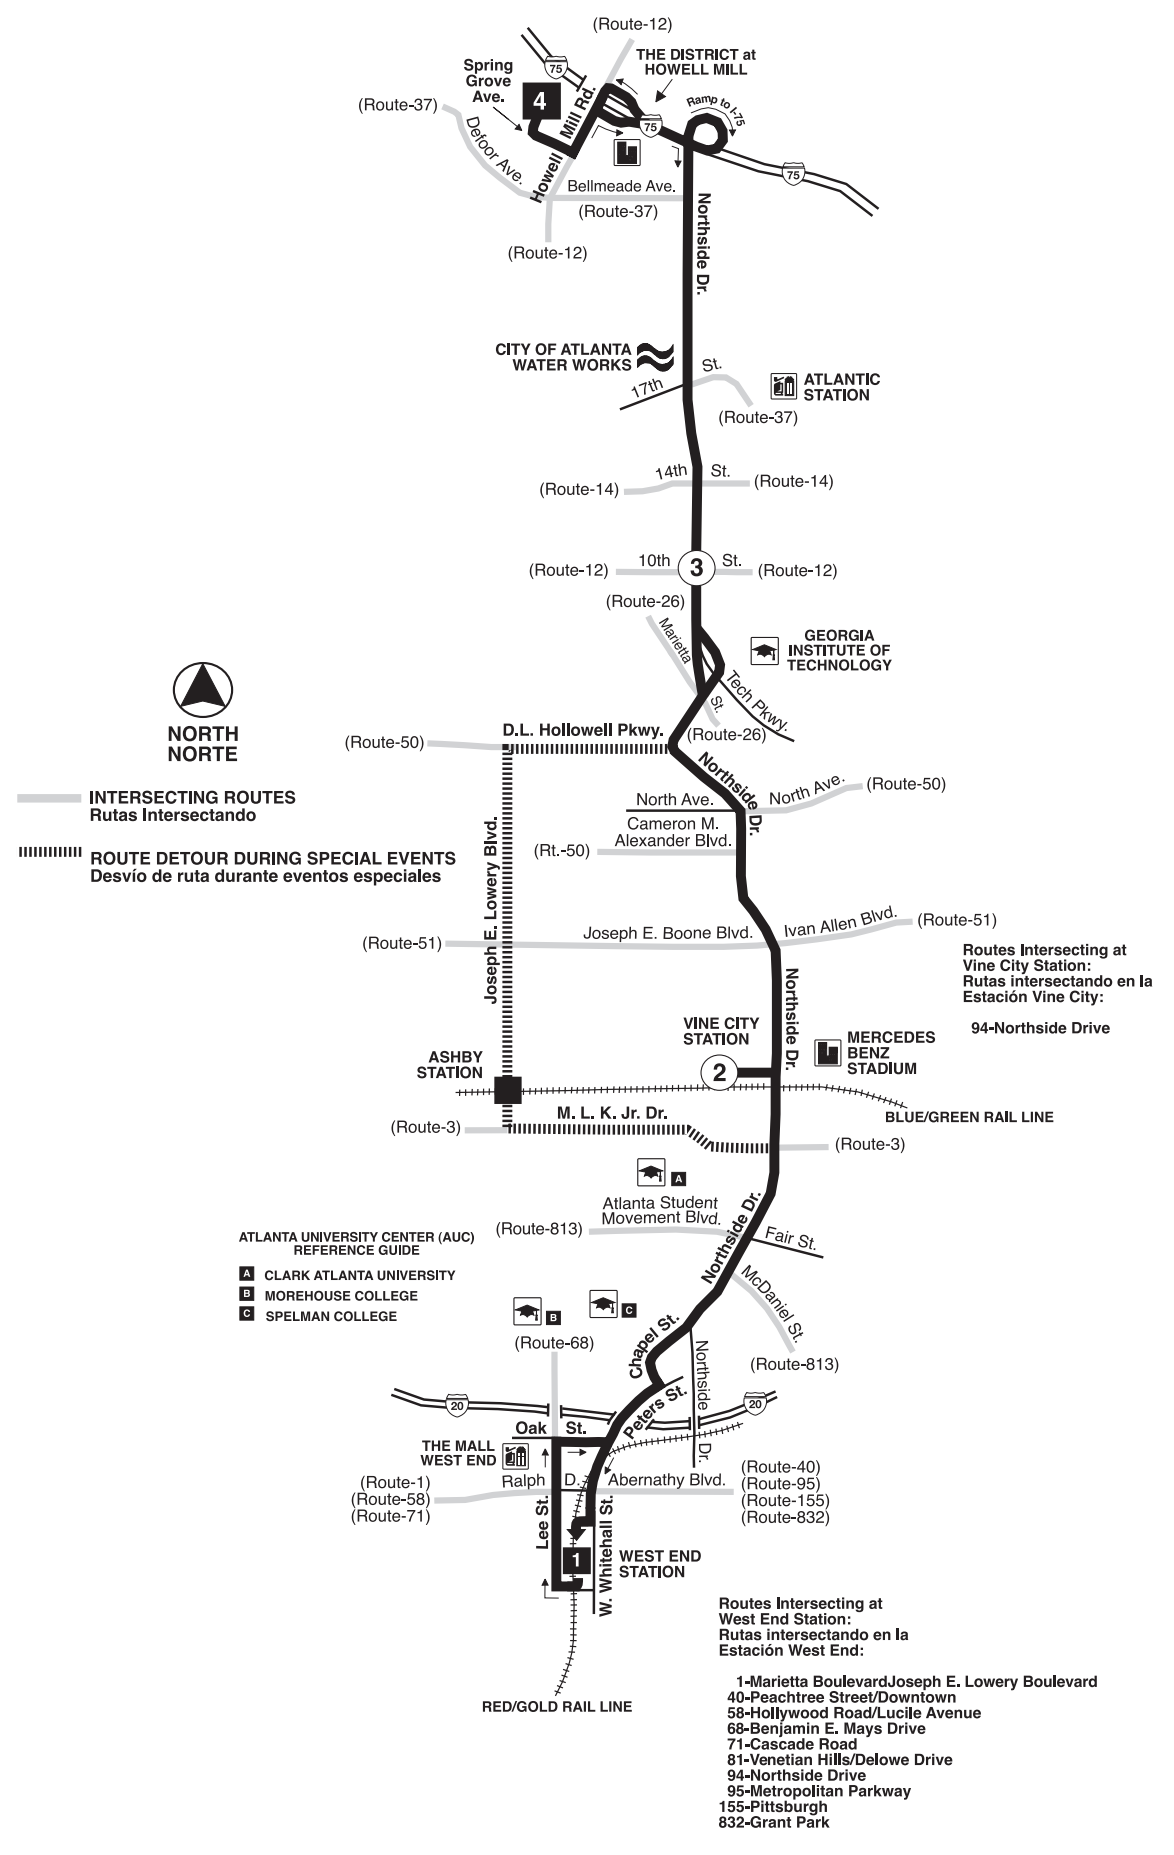 (Route-12)
THE DISTRICT at
HOWELL MILL
Spring
Grove
Ave.
75
4
Mill Rd.
Ramp to I-75
(Route-37)
75
Defoor Ave.
75
Howell
Bellmeade Ave.
(Route-37)
Northside Dr.
(Route-12)
CITY OF ATLANTA
WATER WORKS
17th
St.
ATLANTIC
STATION
(Route-37)
14th
St.
(Route-14)
(Route-14)
10th
3
St.
(Route-12)
(Route-12)
(Route-26)
Marietta
St.
GEORGIA
INSTITUTE OF
TECHNOLOGY
Tech Pkwy.
NORTH
NORTE
D.L. Hollowell Pkwy.
(Route-50)
(Route-26)
Northside Dr.
INTERSECTING ROUTES
Rutas Intersectando
North Ave.
North Ave.
(Route-50)
Cameron M.
Alexander Blvd.
(Rt.-50)
ROUTE DETOUR DURING SPECIAL EVENTS
Desvío de ruta durante eventos especiales
Joseph E. Lowery Blvd.
(Route-51)
Joseph E. Boone Blvd.
Ivan Allen Blvd.
(Route-51)
Routes Intersecting at
Vine City Station:
Rutas intersectando en la
Estación Vine City:
94-Northside Drive
Northside Dr.
VINE CITY
STATION
2
MERCEDES
BENZ
STADIUM
ASHBY
STATION
BLUE/GREEN RAIL LINE
(Route-3)
M. L. K. Jr. Dr.
(Route-3)
A
Atlanta Student
Movement Blvd.
(Route-813)
Northside Dr.
Fair St.
McDaniel St.
(Route-813)
ATLANTA UNIVERSITY CENTER (AUC)
REFERENCE GUIDE
A CLARK ATLANTA UNIVERSITY
B MOREHOUSE COLLEGE
C SPELMAN COLLEGE
B
C
(Route-68)
Chapel St.
Northside
Dr.
20
Peters St.
20
Oak St.
THE MALL
WEST END
Ralph D. Abernathy Blvd.
(Route-1)
(Route-58)
(Route-71)
(Route-40)
(Route-95)
(Route-155)
(Route-832)
Lee St.
W. Whitehall St.
1
WEST END
STATION
RED/GOLD RAIL LINE
Routes Intersecting at
West End Station:
Rutas intersectando en la
Estación West End:
1-Marietta BoulevardJoseph E. Lowery Boulevard
40-Peachtree Street/Downtown
58-Hollywood Road/Lucile Avenue
68-Benjamin E. Mays Drive
71-Cascade Road
81-Venetian Hills/Delowe Drive
94-Northside Drive
95-Metropolitan Parkway
155-Pittsburgh
832-Grant Park